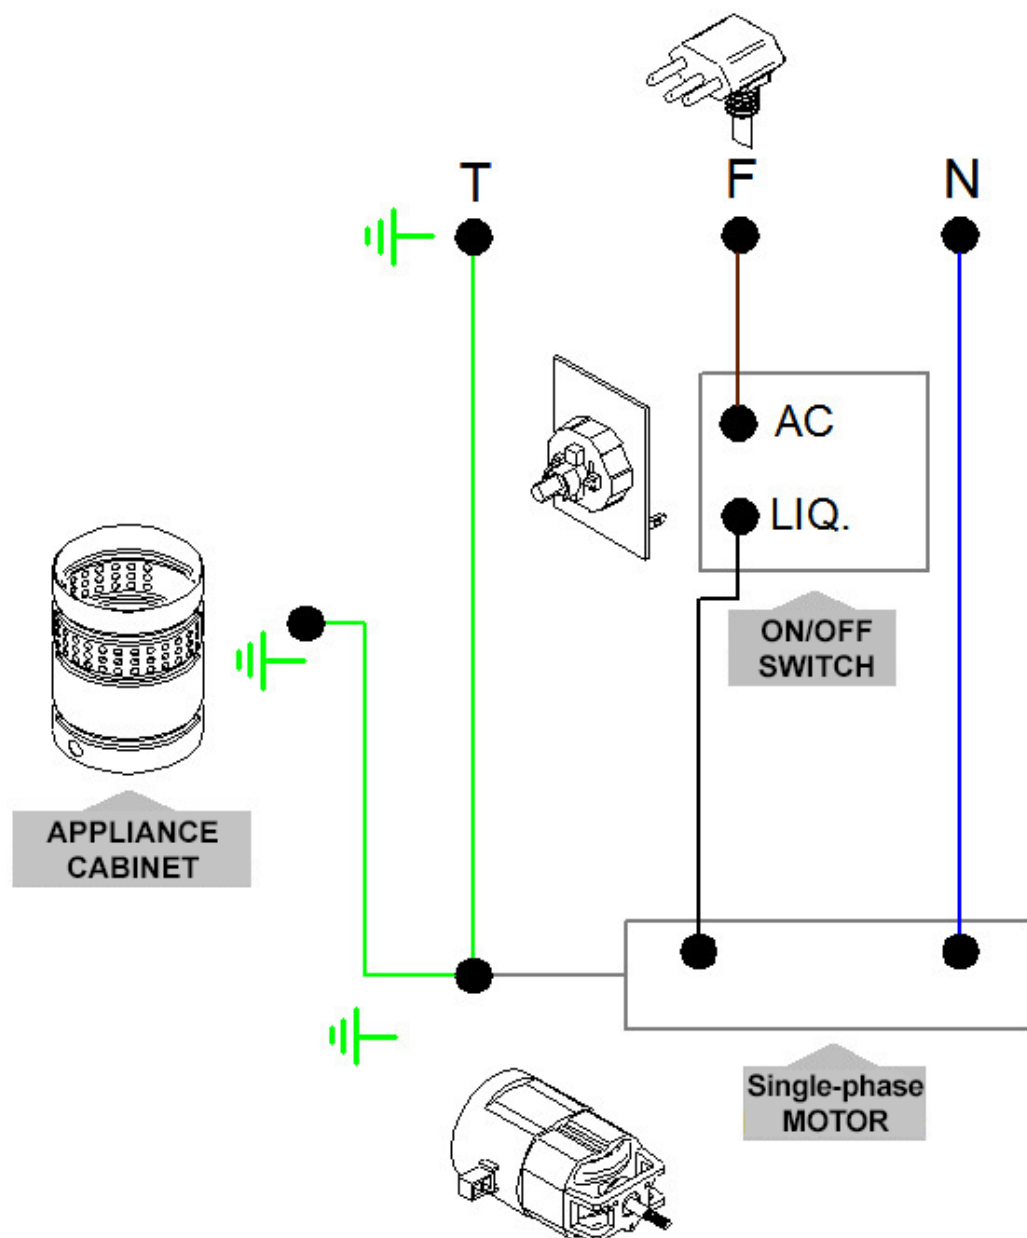 T F N
AC
LIQ.
ON/OFF
SWITCH
APPLIANCE
CABINET
Single-phase
MOTOR